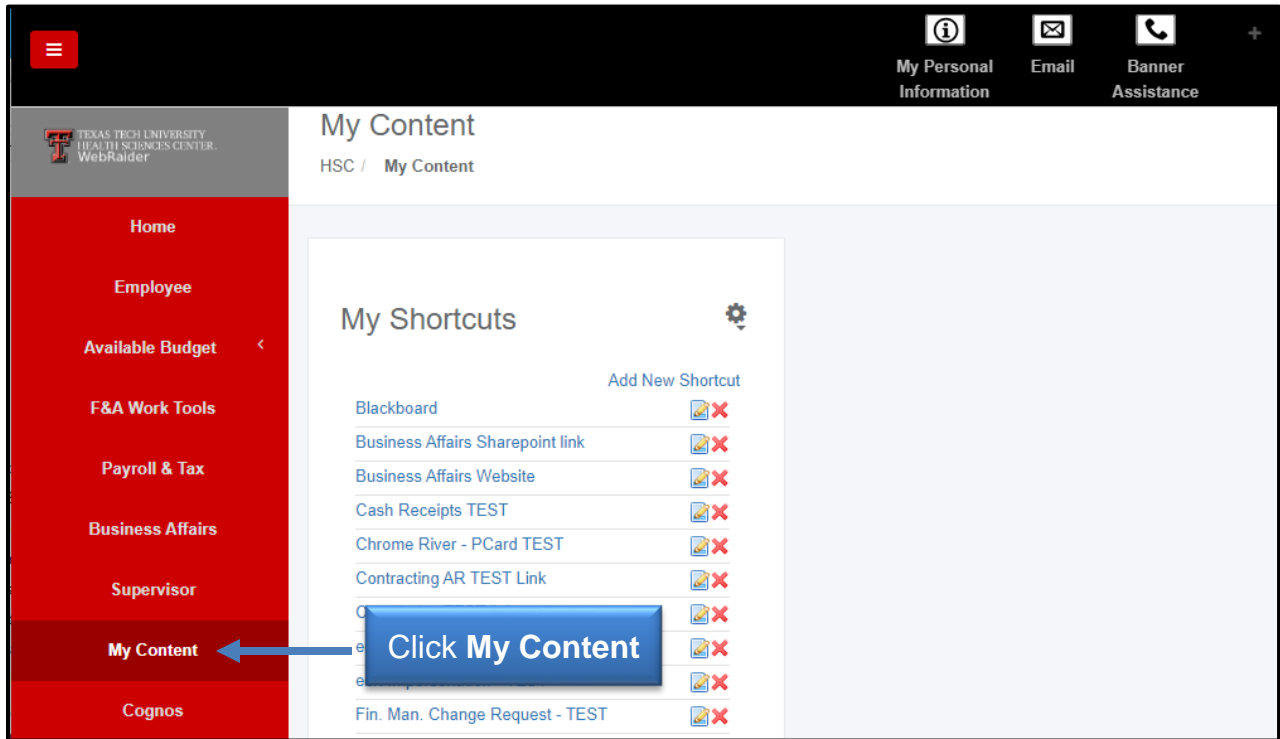 My Personal
Information
Email
Banner
Assistance
TEXAS TECH UNIVERSITY
HEALTH SCIENCES CENTER.
WebRaider
My Content
HSC / My Content
Home
Employee
Available Budget
F&A Work Tools
Payroll & Tax
Business Affairs
Supervisor
My Content
Cognos
My Shortcuts
Add New Shortcut
Blackboard
Business Affairs Sharepoint link
Business Affairs Website
Cash Receipts TEST
Chrome River - PCard TEST
Contracting AR TEST Link
Click My Content
Fin. Man. Change Request - TEST